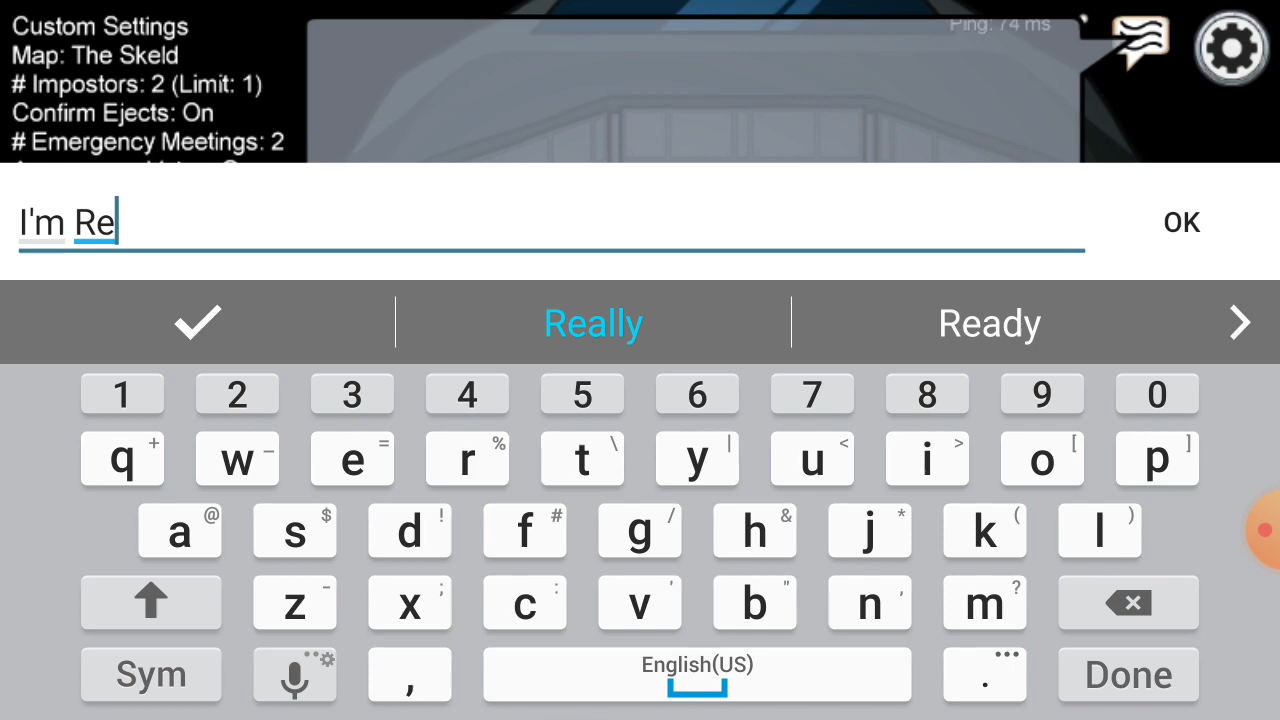 Custom Settings
Map: The Skeld
# Impostors: 2 (Limit: 1)
Confirm Ejects: On
# Emergency Meetings: 2
Ping: 74 ms
I'm Re
OK
Really
Ready
1 2 3 4 5 6 7 8 9 0
q + w – e = r % t \ y | u < i > o [ p ]
a @ s $ d ! f # g / h & j * k ( l )
z - x ; c : v ' b " n , m ?
Sym , English(US) . Done